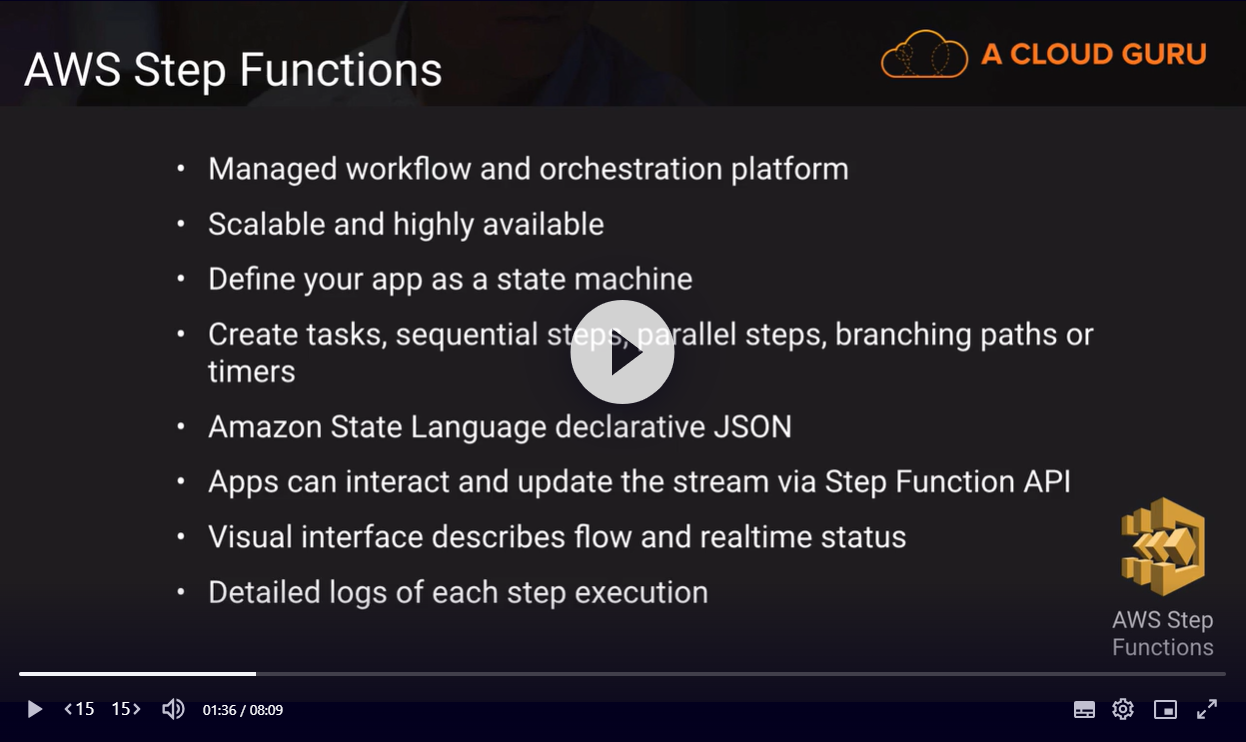 AWS Step Functions
A CLOUD GURU
• Managed workflow and orchestration platform
• Scalable and highly available
• Define your app as a state machine
• Create tasks, sequential steps, parallel steps, branching paths or
timers
• Amazon State Language declarative JSON
• Apps can interact and update the stream via Step Function API
• Visual interface describes flow and realtime status
• Detailed logs of each step execution
AWS Step
Functions
<15 15> 01:36 / 08:09